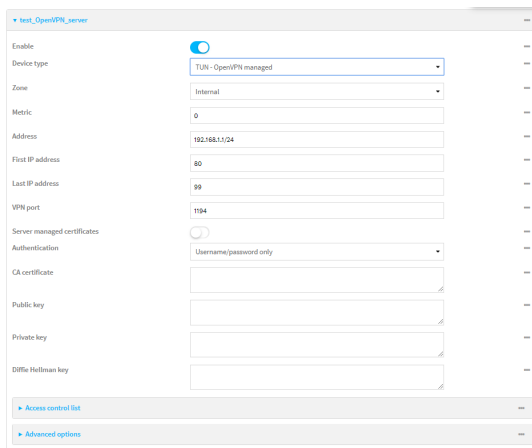 test_OpenVPN_server
Enable
Device type TUN - OpenVPN managed
Zone Internal
Metric 0
Address 192.168.1.1/24
First IP address 80
Last IP address 99
VPN port 1194
Server managed certificates
Authentication Username/password only
CA certificate
Public key
Private key
Diffie Hellman key
Access control list
Advanced options